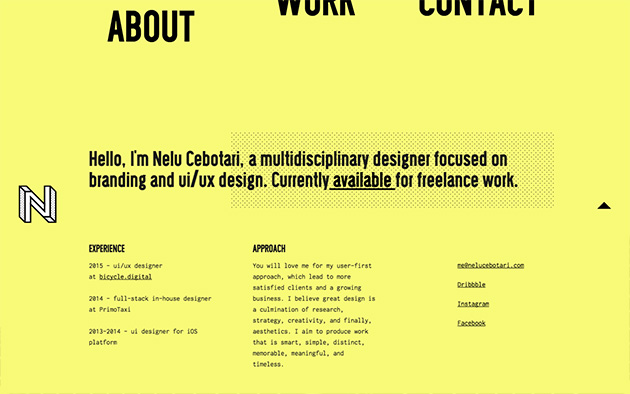 WORK
CONTACT
ABOUT
Hello, I'm Nelu Cebotari, a multidisciplinary designer focused on
branding and ui/ux design. Currently available for freelance work.
N
EXPERIENCE
2015 – ui/ux designer
at bicycle.digital
2014 – full-stack in-house designer
at PrimoTaxi
2013-2014 – ui designer for iOS
platform
APPROACH
You will love me for my user-first
approach, which lead to more
satisfied clients and a growing
business. I believe great design is
a culmination of research,
strategy, creativity, and finally,
aesthetics. I aim to produce work
that is smart, simple, distinct,
memorable, meaningful, and
timeless.
me@nelucebotari.com
Dribbble
Instagram
Facebook